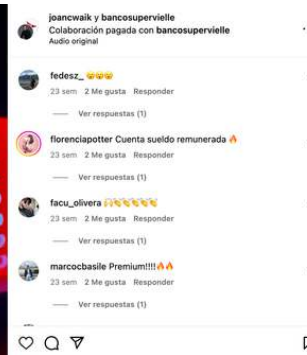 joancwaik y bancosupervielle
Colaboración pagada con bancosupervielle
Audio original
fedesz_ 😍😍😍
23 sem 2 Me gusta Responder
Ver respuestas (1)
florenciapotter Cuenta sueldo remunerada 🔥
23 sem 2 Me gusta Responder
Ver respuestas (1)
facu_olivera 🙌👏👏👏👏👏
23 sem 2 Me gusta Responder
Ver respuestas (1)
marcocbasile Premium!!!!🔥🔥
23 sem 2 Me gusta Responder
Ver respuestas (1)